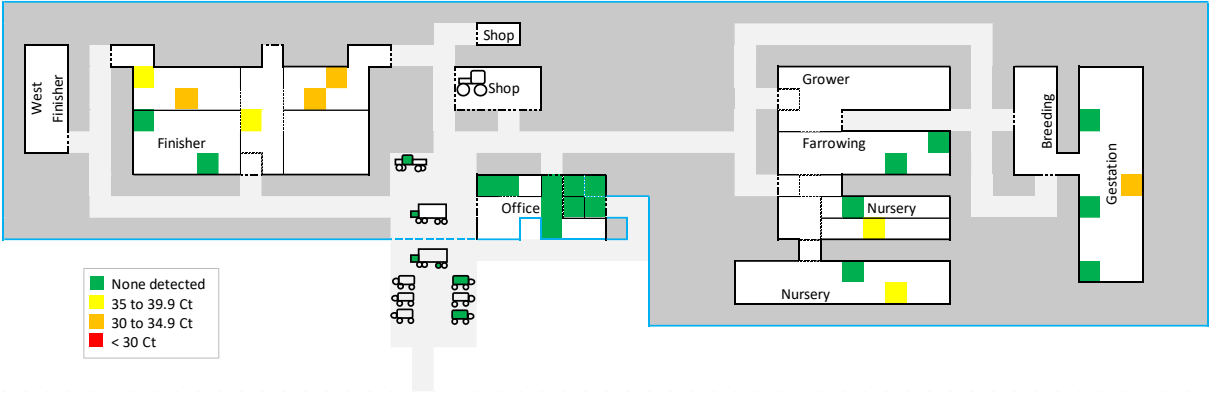 Shop
West
Finisher
Shop
Grower
Finisher
Farrowing
Breeding
Gestation
Office
Nursery
Nursery
None detected
35 to 39.9 Ct
30 to 34.9 Ct
< 30 Ct